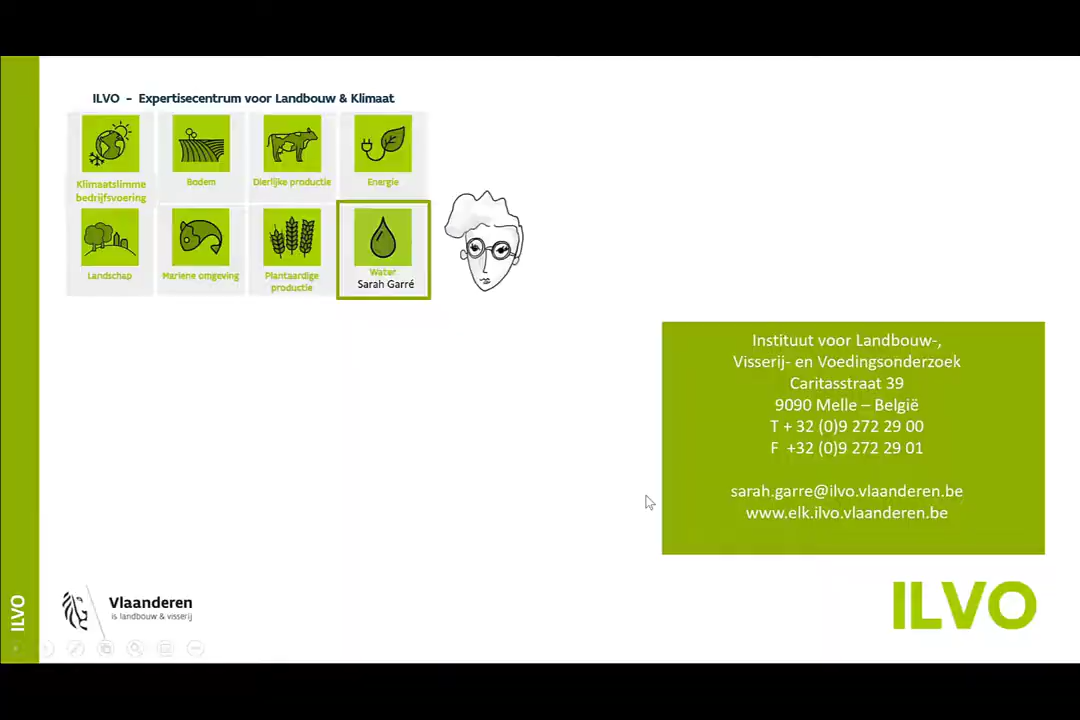 ILVO - Expertisecentrum voor Landbouw & Klimaat
Klimaatslimme
bedrijfsvoering
Bodem
Dierlijke productie
Energie
Landschap
Mariene omgeving
Plantaardige
productie
Water
Sarah Garré
Instituut voor Landbouw-,
Visserij- en Voedingsonderzoek
Caritasstraat 39
9090 Melle – België
T + 32 (0)9 272 29 00
F +32 (0)9 272 29 01
sarah.garre@ilvo.vlaanderen.be
www.elk.ilvo.vlaanderen.be
ILVO
Vlaanderen
is landbouw & visserij
ILVO